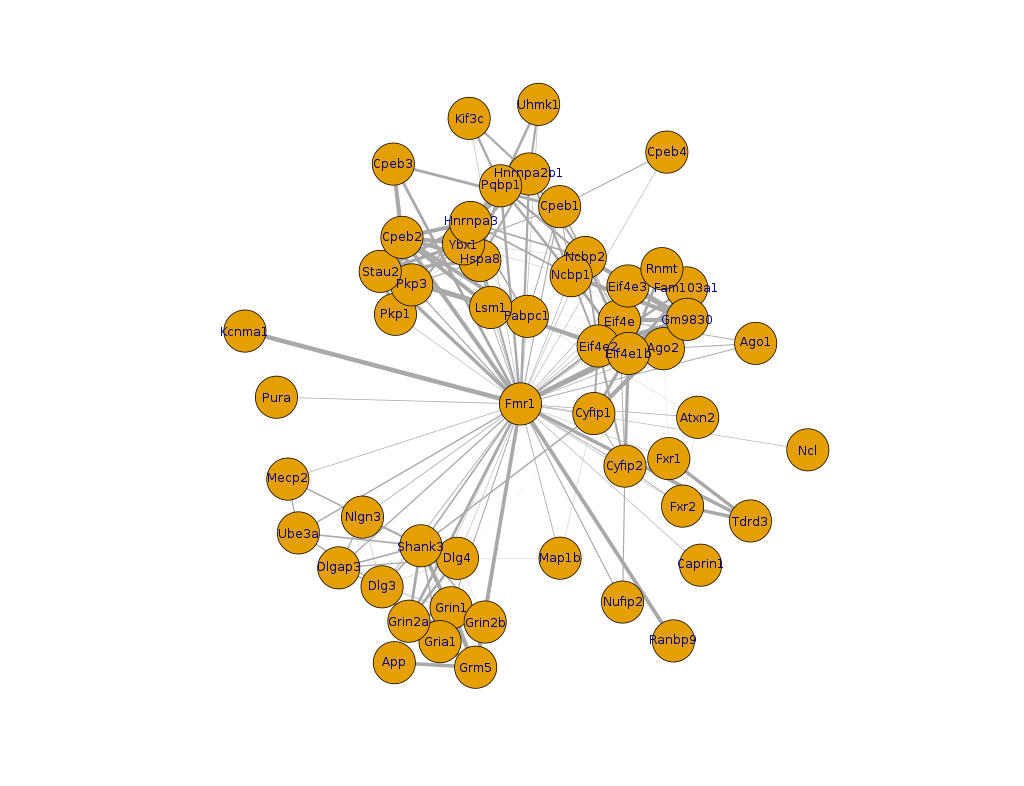 Uhmk1
Kif3c
Cpeb4
Cpeb3
Hnrnpa2b1
Pqbp1
Cpeb1
Hnrnpa3
Cpeb2
Ybx1
Hspa8
Ncbp2
Stau2
Ncbp1
Rnmt
Pkp3
Eif4e3
Fam103a1
Lsm1
Pabpc1
Pkp1
Eif4e
Gm9830
Kcnma1
Ago1
Eif4e2
Eif4e1b
Ago2
Pura
Fmr1
Cyfip1
Atxn2
Ncl
Fxr1
Cyfip2
Mecp2
Fxr2
Nlgn3
Tdrd3
Ube3a
Shank3
Dlg4
Map1b
Caprin1
Dlgap3
Dlg3
Nufip2
Grin1
Grin2a
Grin2b
Gria1
Ranbp9
App
Grm5